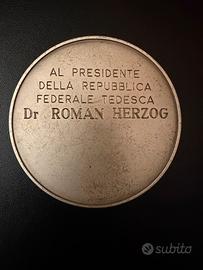 AL PRESIDENTE
DELLA REPUBBLICA
FEDERALE TEDESCA
Dr ROMAN HERZOG
subito